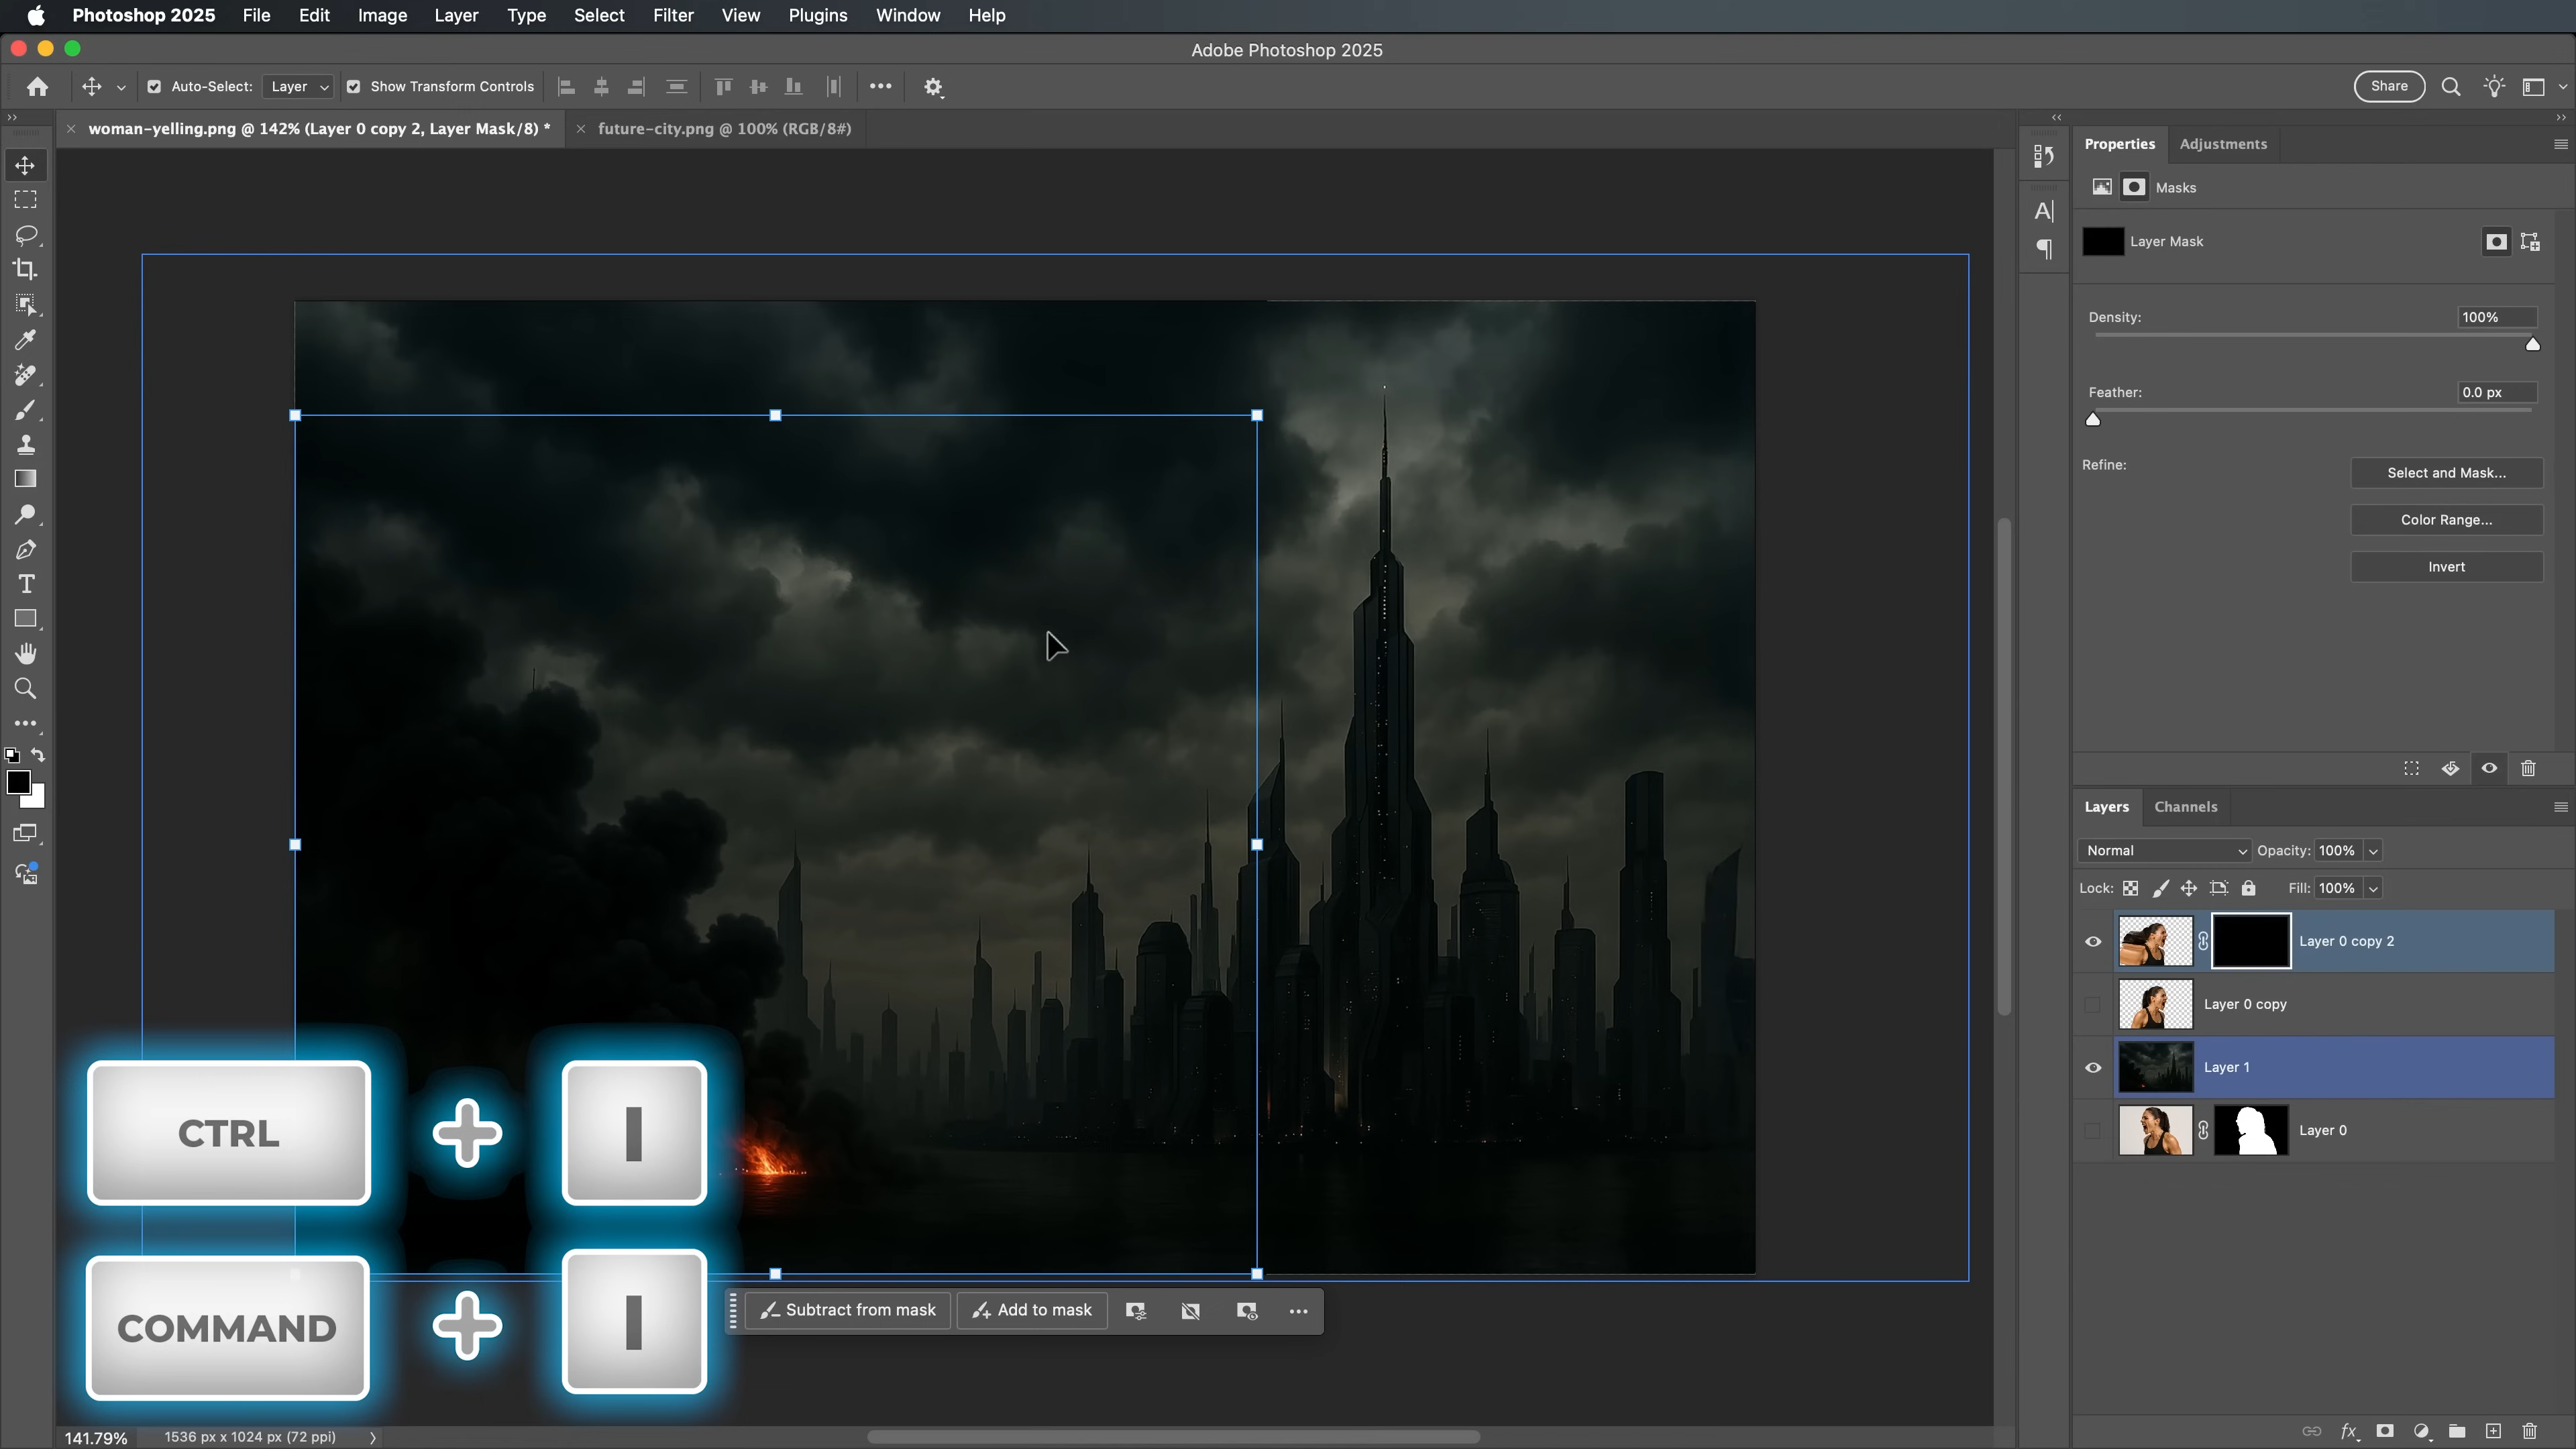 Photoshop 2025 File Edit Image Layer Type Select Filter View Plugins Window Help
Adobe Photoshop 2025
Auto-Select: Layer Show Transform Controls Share
woman-yelling.png @ 142% (Layer 0 copy 2, Layer Mask/8) * future-city.png @ 100% (RGB/8#)
Properties Adjustments
Masks
Layer Mask
Density: 100%
Feather: 0.0 px
Refine: Select and Mask...
Color Range...
Invert
Layers Channels
Normal Opacity: 100%
Lock: Fill: 100%
Layer 0 copy 2
Layer 0 copy
Layer 1
Layer 0
CTRL + I
COMMAND + I
Subtract from mask Add to mask
141.79% 1536 px x 1024 px (72 ppi)